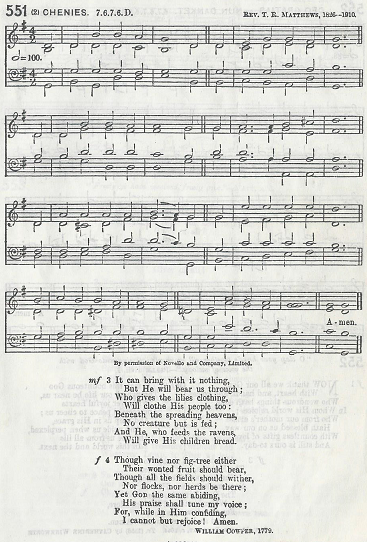 551 (2) CHENIES. 7.6.7.6. D. REV. T. R. MATTHEWS, 1826–1910.
= 100.
A - men.
By permission of Novello and Company, Limited.
mf 3 It can bring with it nothing,
But He will bear us through;
Who gives the lilies clothing,
Will clothe His people too:
Beneath the spreading heavens,
No creature but is fed;
And He, who feeds the ravens,
Will give His children bread.
f 4 Though vine nor fig-tree either
Their wonted fruit should bear,
Though all the fields should wither,
Nor flocks, nor herds be there;
Yet GOD the same abiding,
His praise shall tune my voice;
For, while in Him confiding,
I cannot but rejoice! Amen.
WILLIAM COWPER, 1779.